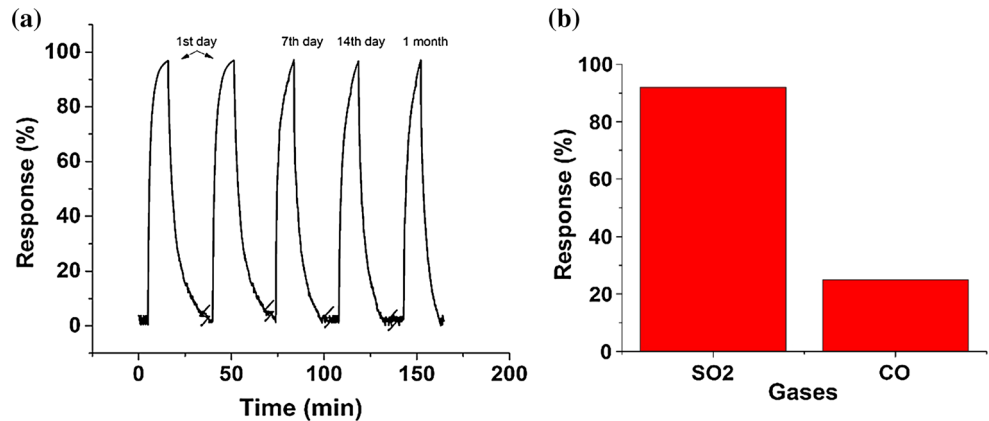 (a)
1st day 7th day 14th day 1 month
100
80
60
40
20
0
Response (%)
0 50 100 150 200
Time (min)
(b)
100
80
60
40
20
0
Response (%)
SO2 CO
Gases